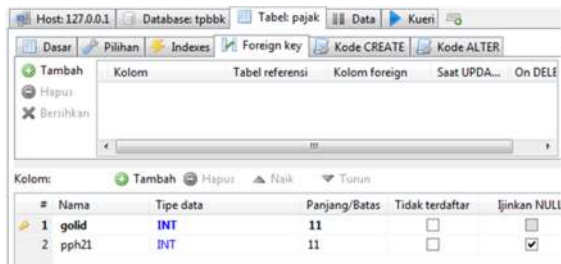 Host: 127.0.0.1 Database: tpbbk Tabel: pajak Data Kueri
Dasar Pilihan Indexes Foreign key Kode CREATE Kode ALTER
Tambah Kolom Tabel referensi Kolom foreign Saat UPDA... On DELE
Hapus
Bersihkan
Kolom: Tambah Hapus Naik Turun
# Nama Tipe data Panjang/Batas Tidak terdaftar Ijinkan NULL
1 golid INT 11
2 pph21 INT 11